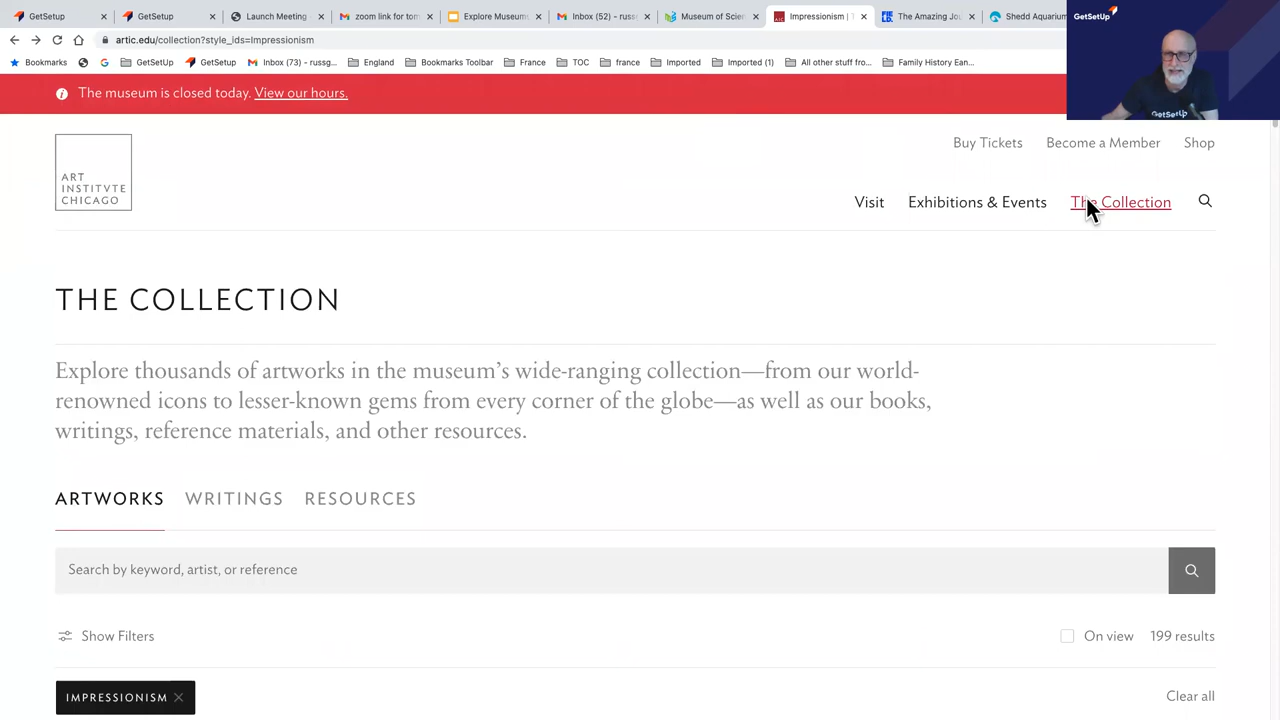 GetSetUp
GetSetup
Launch Meeting
zoom link for tom
Explore Museum
Inbox (52) - russg
Museum of Scien
Impressionism | T
The Amazing Jou
Shedd Aquarium
GetSetUp
artic.edu/collection?style_ids=Impressionism
Bookmarks
GetSetUp
GetSetup
Inbox (73) - russg...
England
Bookmarks Toolbar
France
TOC
france
Imported
Imported (1)
All other stuff fro...
Family History Ean...
GetSetUp
The museum is closed today. View our hours.
ART
INSTITVTE
CHICAGO
Buy Tickets
Become a Member
Shop
Visit
Exhibitions & Events
The Collection
THE COLLECTION
Explore thousands of artworks in the museum's wide-ranging collection—from our world-
renowned icons to lesser-known gems from every corner of the globe—as well as our books,
writings, reference materials, and other resources.
ARTWORKS
WRITINGS
RESOURCES
Search by keyword, artist, or reference
Show Filters
On view
199 results
IMPRESSIONISM
Clear all